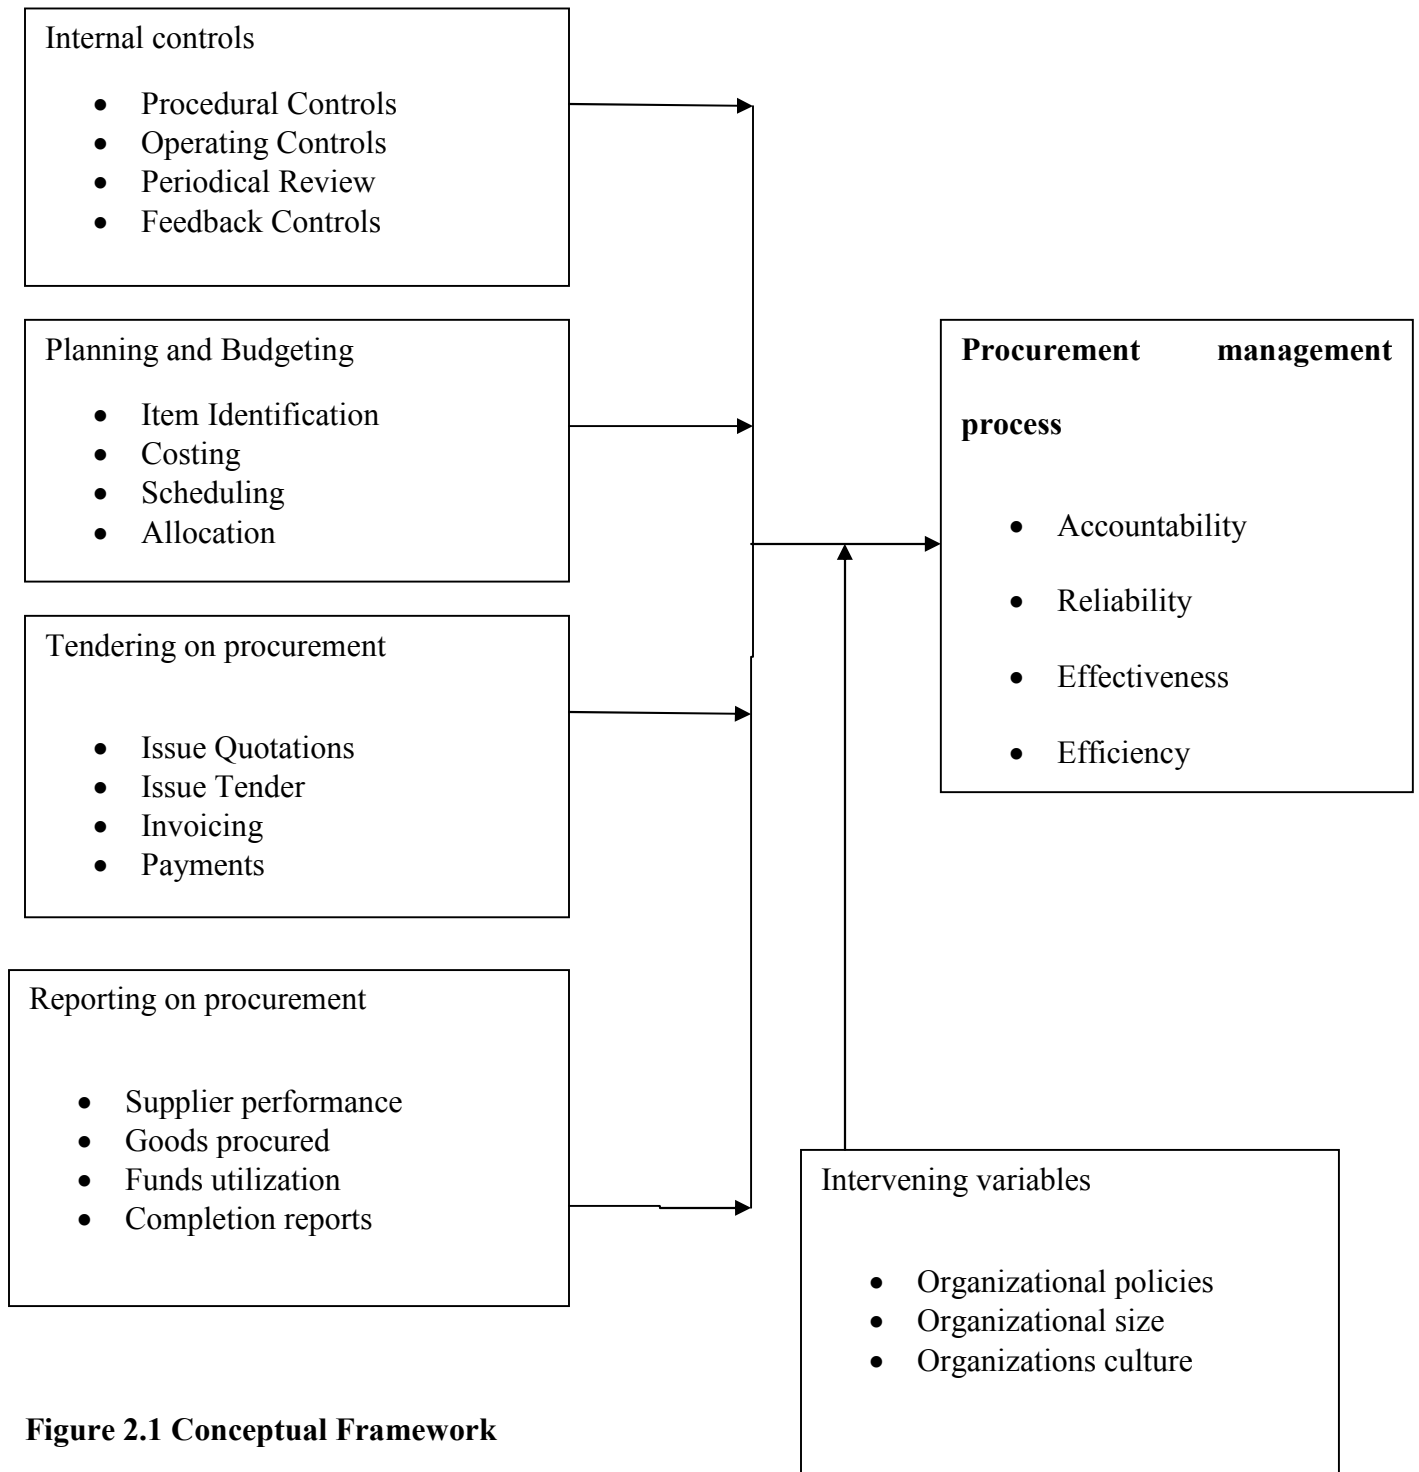 Internal controls
• Procedural Controls
• Operating Controls
• Periodical Review
• Feedback Controls
Planning and Budgeting
• Item Identification
• Costing
• Scheduling
• Allocation
Tendering on procurement
• Issue Quotations
• Issue Tender
• Invoicing
• Payments
Reporting on procurement
• Supplier performance
• Goods procured
• Funds utilization
• Completion reports
Procurement management
process
• Accountability
• Reliability
• Effectiveness
• Efficiency
Intervening variables
• Organizational policies
• Organizational size
• Organizations culture
Figure 2.1 Conceptual Framework